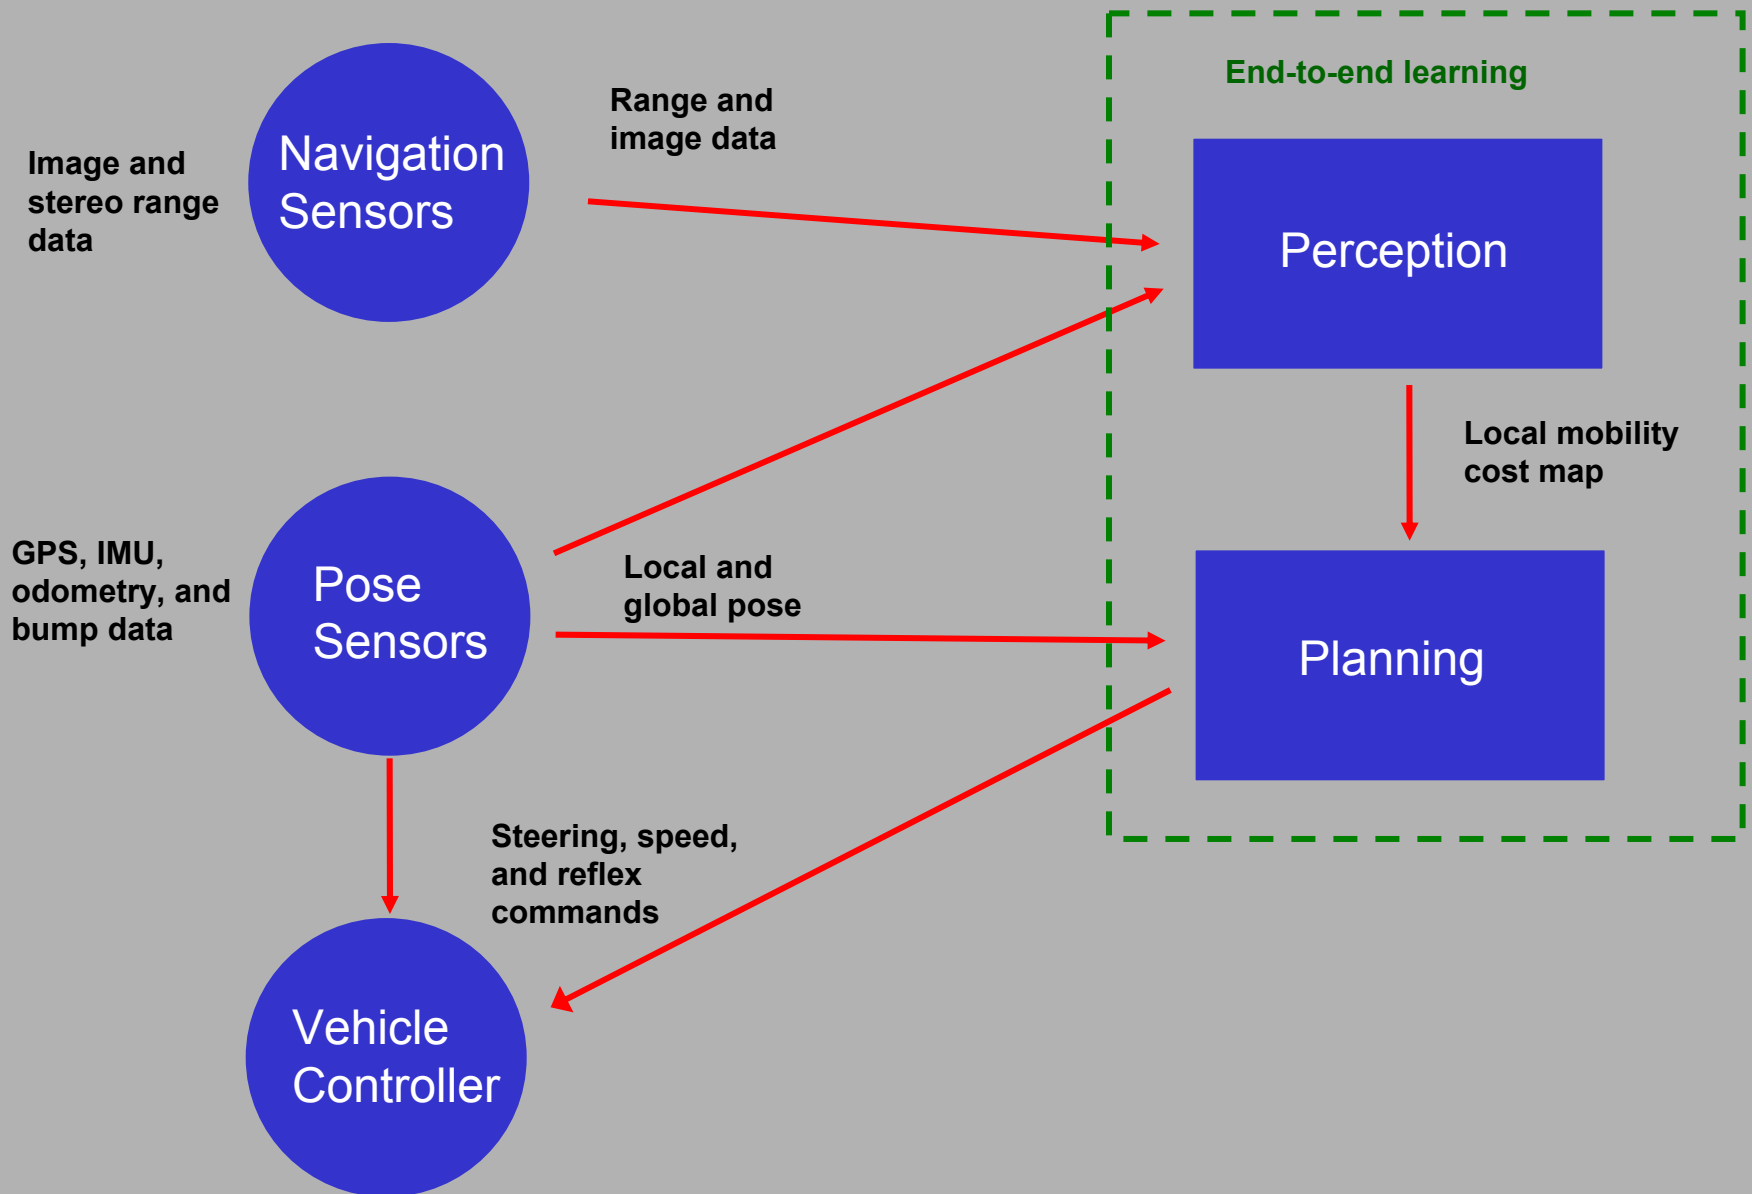 End-to-end learning
Range and
image data
Navigation
Sensors
Image and
stereo range
data
Perception
Local mobility
cost map
GPS, IMU,
odometry, and
bump data
Pose
Sensors
Local and
global pose
Planning
Steering, speed,
and reflex
commands
Vehicle
Controller